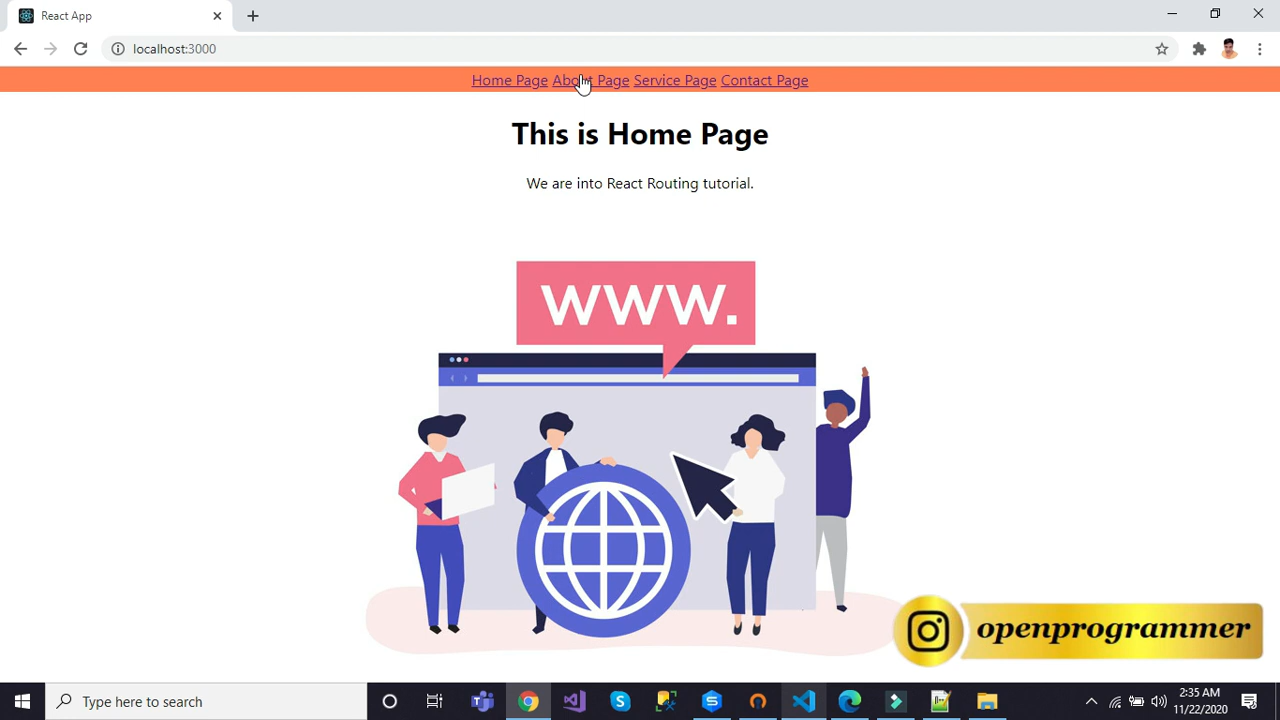 React App
localhost:3000
Home Page About Page Service Page Contact Page
This is Home Page
We are into React Routing tutorial.
www.
openprogrammer
Type here to search
2:35 AM
11/22/2020